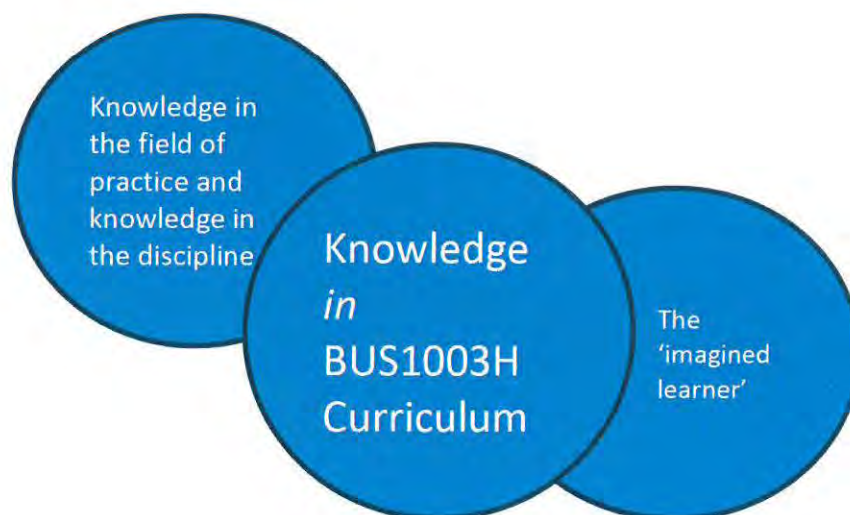 Knowledge in
the field of
practice and
knowledge in
the discipline
Knowledge
in
BUS1003H
Curriculum
The
‘imagined
learner’